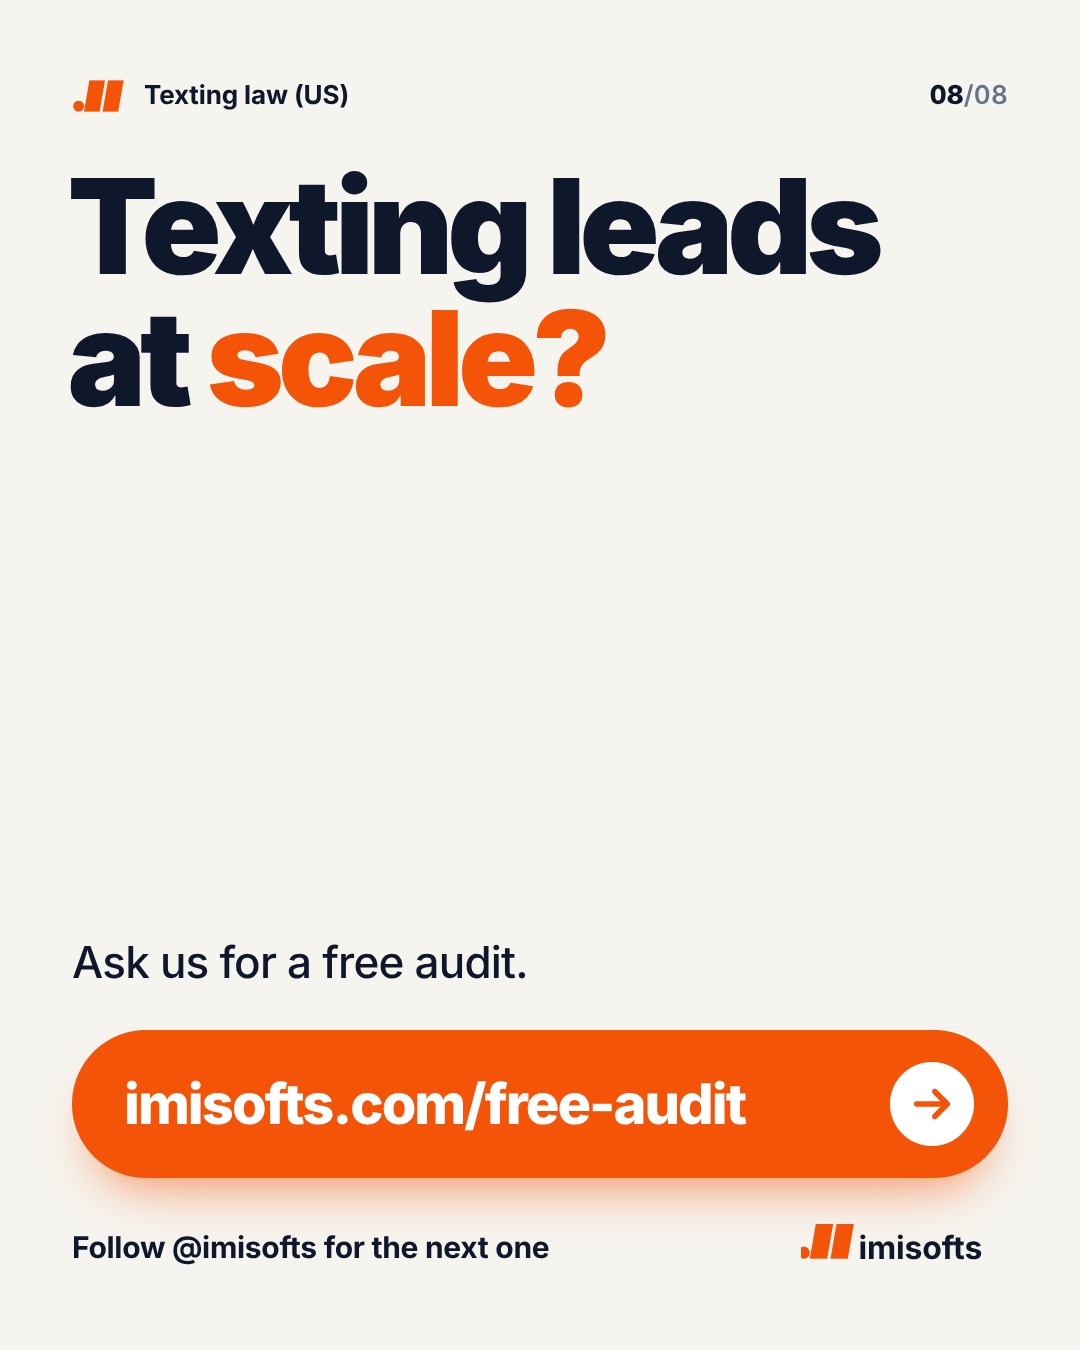 Texting law (US)
08/08
Texting leads
at scale?
Ask us for a free audit.
imisofts.com/free-audit
Follow @imisofts for the next one
imisofts